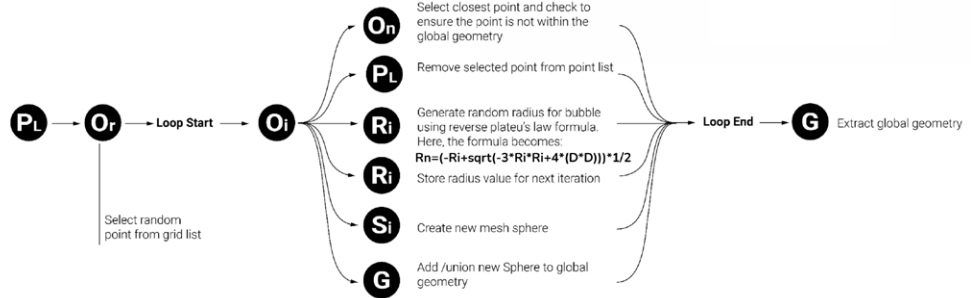 On
Select closest point and check to
ensure the point is not within the
global geometry
PL
Remove selected point from point list
PL
Or
Loop Start
Oi
Ri
Generate random radius for bubble
using reverse plateu's law formula.
Here, the formula becomes:
Rn=(-Ri+sqrt(-3*Ri*Ri+4*(D*D)))*1/2
Loop End
G
Extract global geometry
Ri
Store radius value for next iteration
Select random
point from grid list
Si
Create new mesh sphere
G
Add /union new Sphere to global
geometry